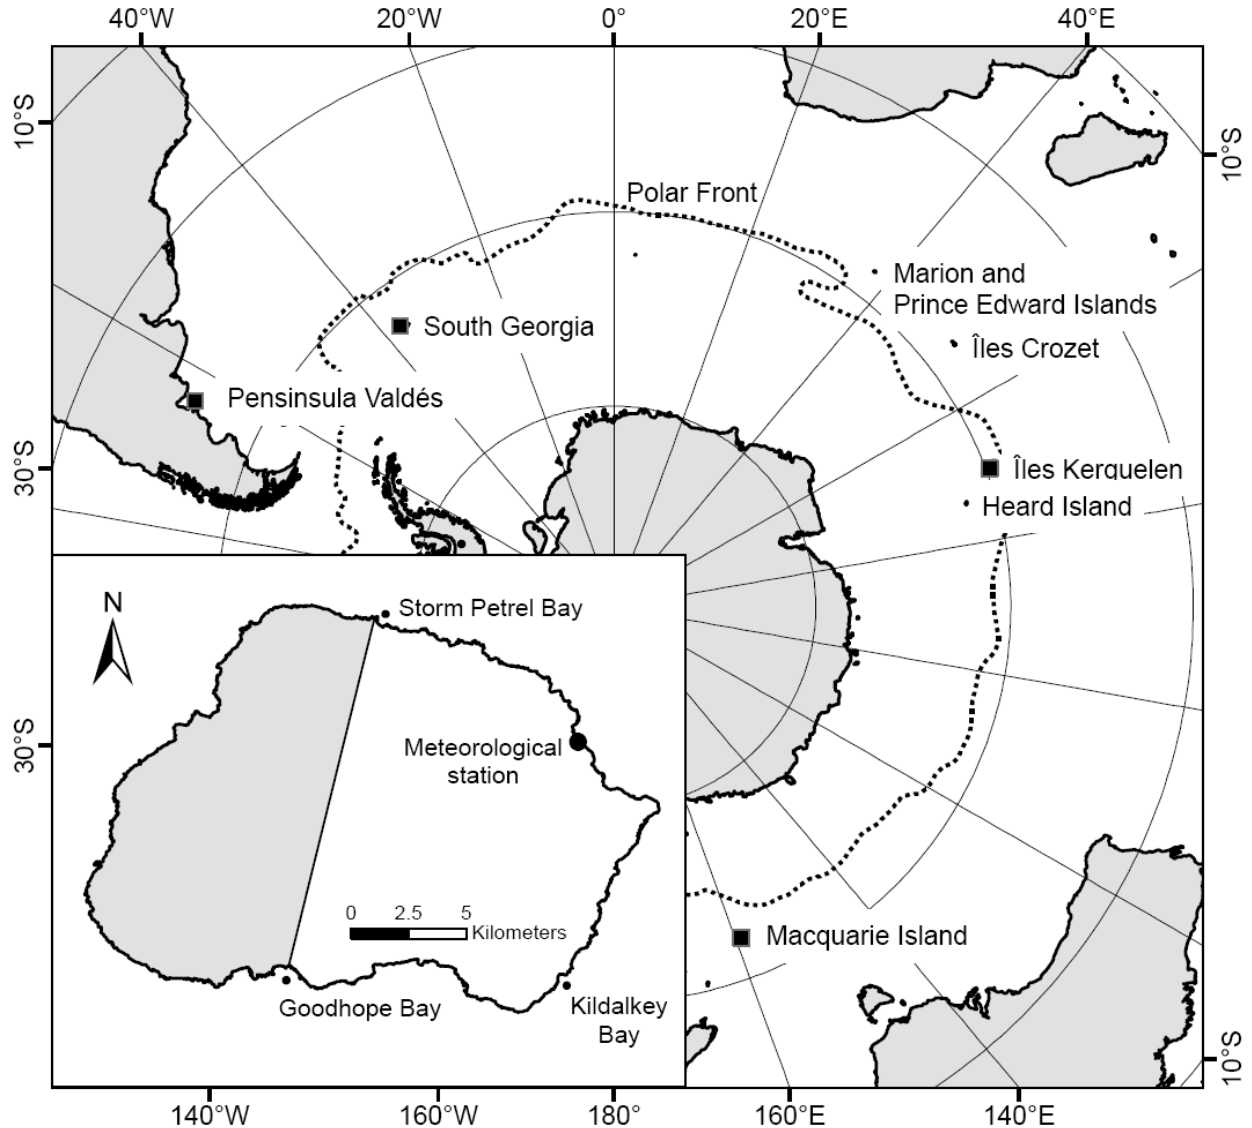 40°W 20°W 0° 20°E 40°E
10°S
10°S
Polar Front
Marion and
Prince Edward Islands
South Georgia
Îles Crozet
Pensinsula Valdés
30°S
Îles Kerguelen
Heard Island
N
Storm Petrel Bay
30°S
Meteorological
station
0 2.5 5
Kilometers
Macquarie Island
Goodhope Bay
Kildalkey
Bay
10°S
140°W 160°W 180° 160°E 140°E